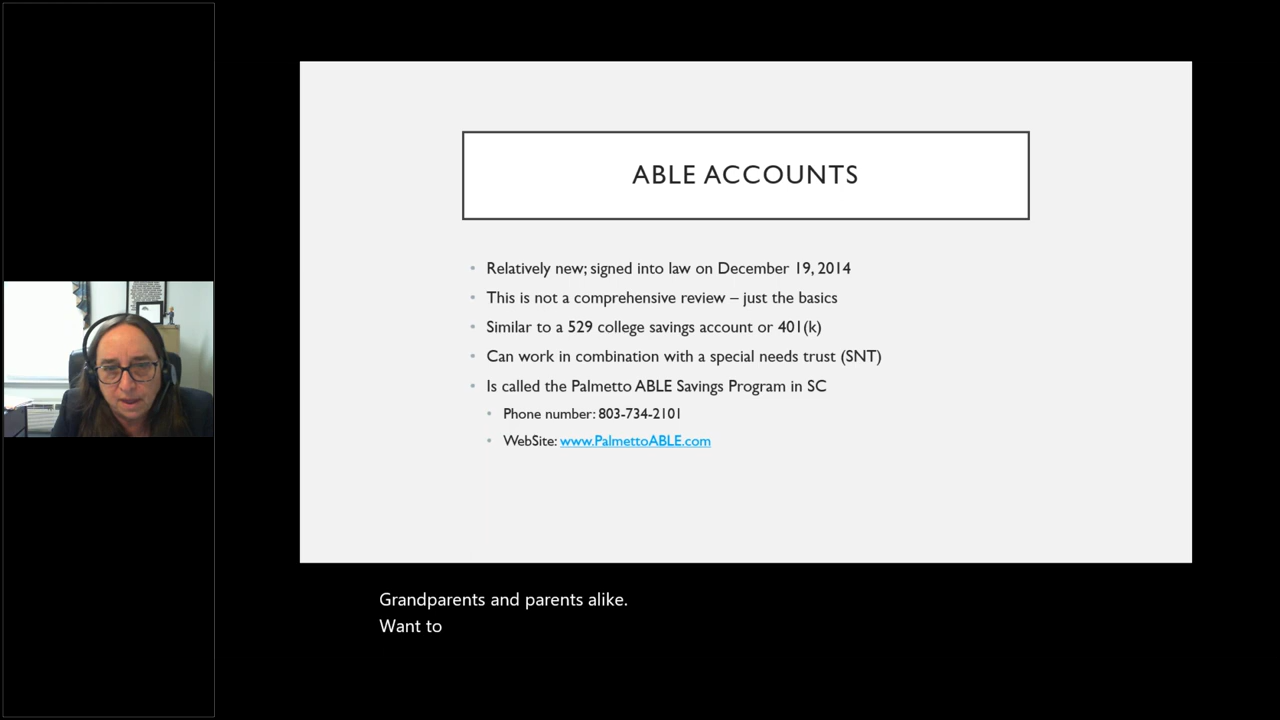 ABLE ACCOUNTS
• Relatively new; signed into law on December 19, 2014
• This is not a comprehensive review – just the basics
• Similar to a 529 college savings account or 401(k)
• Can work in combination with a special needs trust (SNT)
• Is called the Palmetto ABLE Savings Program in SC
• Phone number: 803-734-2101
• WebSite: www.PalmettoABLE.com
Grandparents and parents alike.
Want to